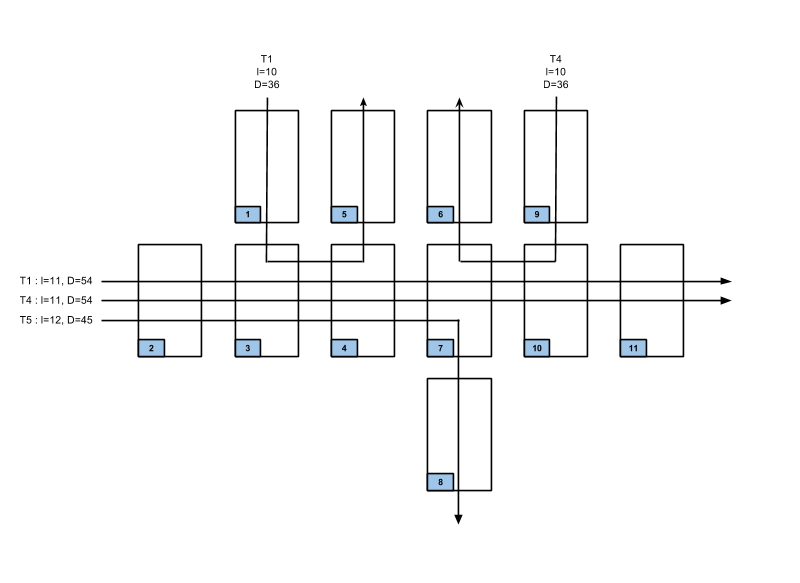 T1
I=10
D=36
T4
I=10
D=36
1
5
6
9
T1 : I=11, D=54
T4 : I=11, D=54
T5 : I=12, D=45
2
3
4
7
10
11
8